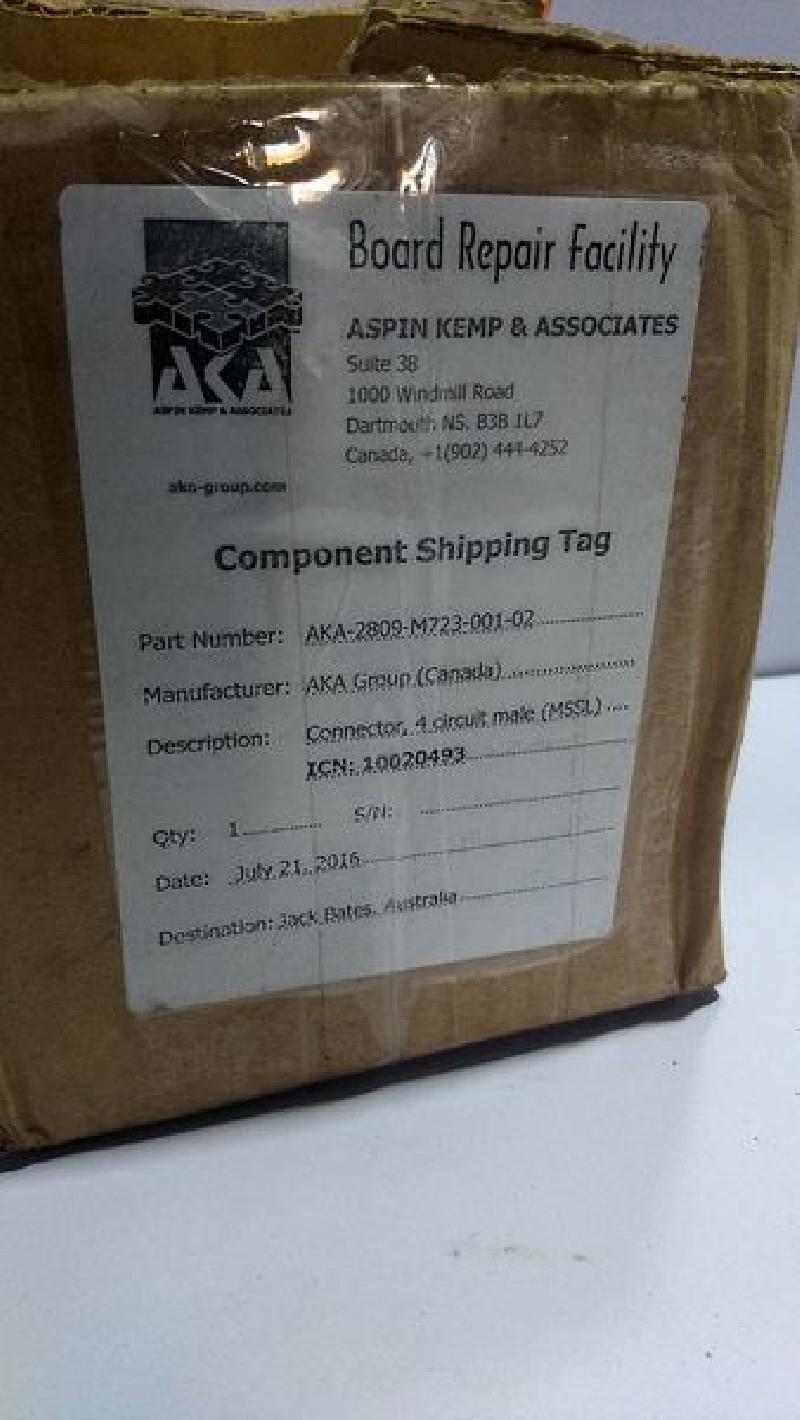 Board Repair Facility
AKA
ASPIN KEMP & ASSOCIATES
aka-group.com
ASPIN KEMP & ASSOCIATES
Suite 3B
1000 Windmill Road
Dartmouth NS. B3B 1L7
Canada, +1(902) 444-4252
Component Shipping Tag
Part Number: AKA-2809-M723-001-02
Manufacturer: AKA Group (Canada)
Description: Connector, 4 circuit male (MSSL)
ICN: 10020493
Qty: 1 S/N:
Date: July 21, 2016
Destination: Jack Bates, Australia